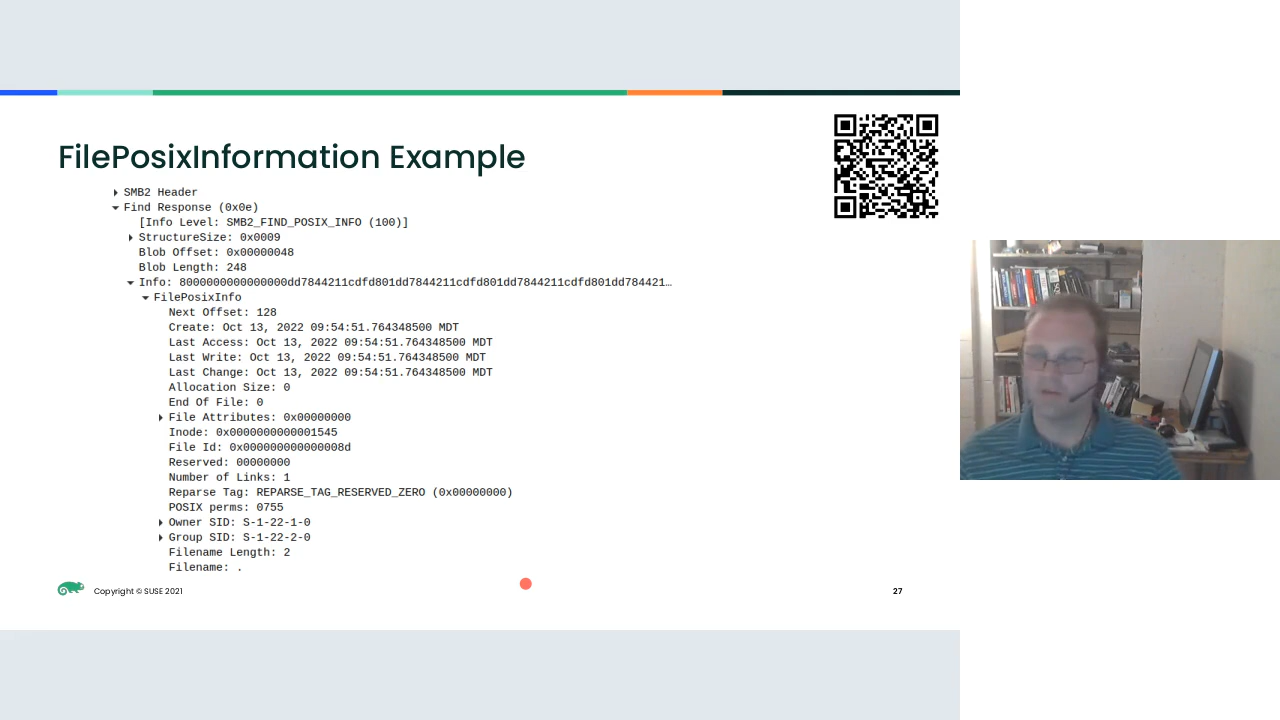 FilePosixInformation Example
SMB2 Header
Find Response (0x0e)
[Info Level: SMB2_FIND_POSIX_INFO (100)]
StructureSize: 0x0009
Blob Offset: 0x00000048
Blob Length: 248
Info: 8000000000000000dd7844211cdfd801dd7844211cdfd801dd7844211cdfd801dd784421…
FilePosixInfo
Next Offset: 128
Create: Oct 13, 2022 09:54:51.764348500 MDT
Last Access: Oct 13, 2022 09:54:51.764348500 MDT
Last Write: Oct 13, 2022 09:54:51.764348500 MDT
Last Change: Oct 13, 2022 09:54:51.764348500 MDT
Allocation Size: 0
End Of File: 0
File Attributes: 0x00000000
Inode: 0x0000000000001545
File Id: 0x000000000000008d
Reserved: 00000000
Number of Links: 1
Reparse Tag: REPARSE_TAG_RESERVED_ZERO (0x00000000)
POSIX perms: 0755
Owner SID: S-1-22-1-0
Group SID: S-1-22-2-0
Filename Length: 2
Filename: .
Copyright © SUSE 2021
27